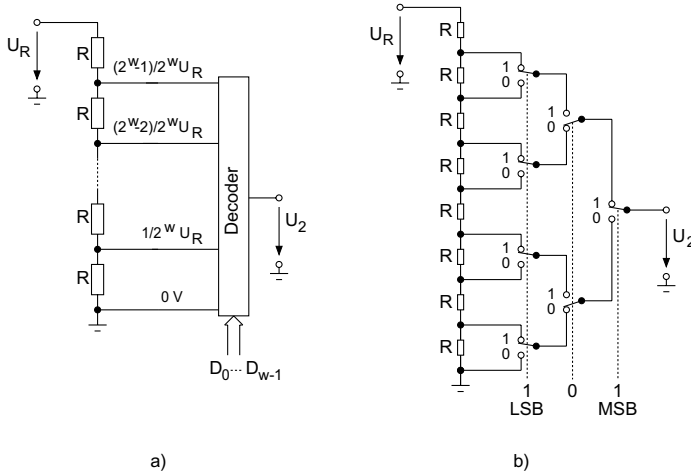 U_R
R
(2^w-1)/2^w U_R
R
(2^w-2)/2^w U_R
Decoder
U_2
R
1/2^w U_R
R
0 V
D_0... D_w-1
a)
U_R
R
R
1
0
R
1
0
R
1
0
R
1
0
U_2
R
1
0
R
1
0
R
R
1
0
1 0 1
LSB MSB
b)